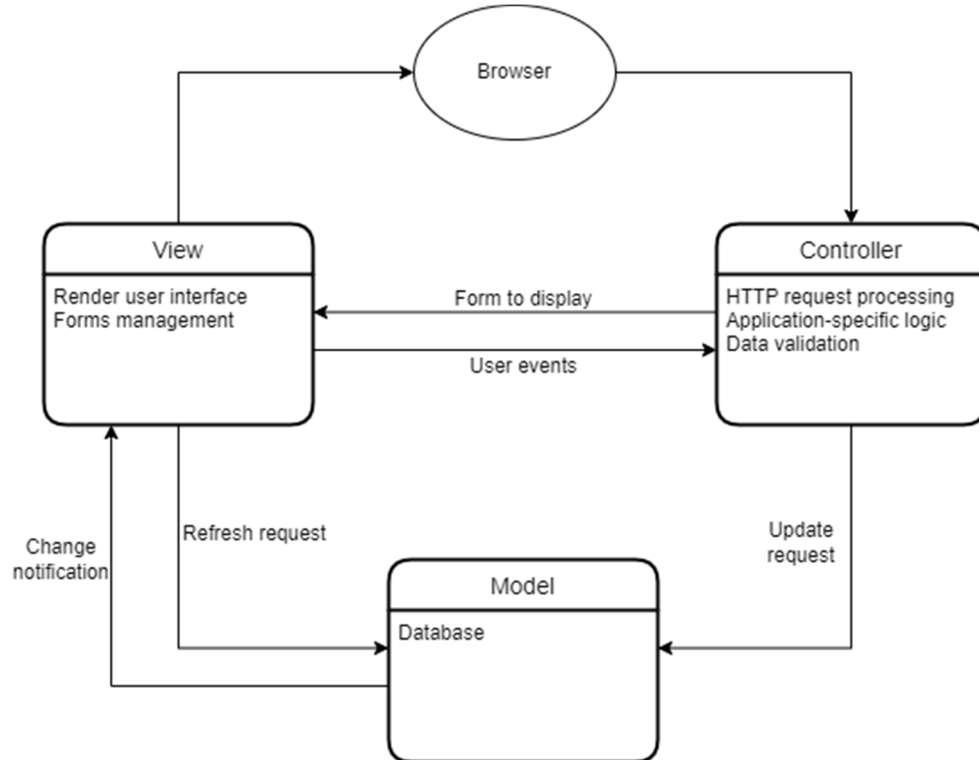 Browser
View
Render user interface
Forms management
Controller
HTTP request processing
Application-specific logic
Data validation
Form to display
User events
Change
notification
Refresh request
Update
request
Model
Database